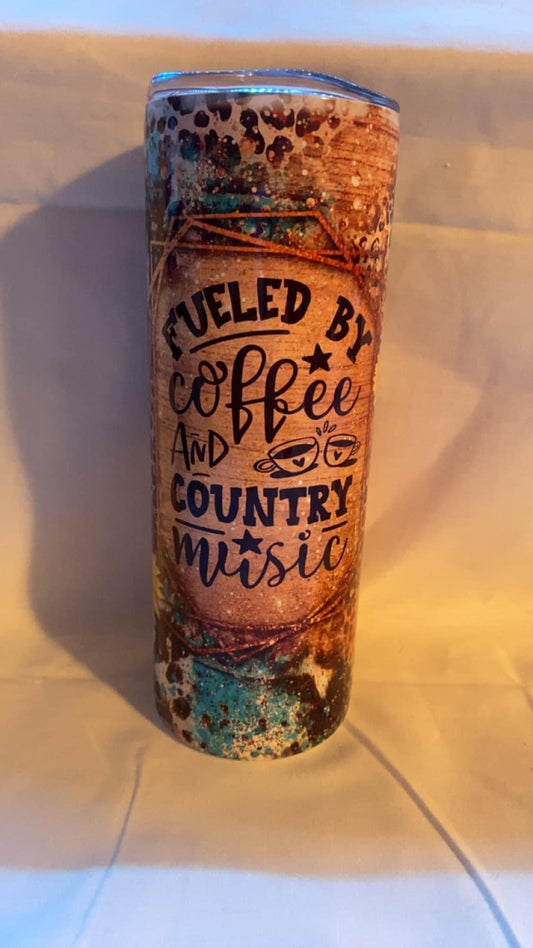 FUELED BY
coffee
AND
COUNTRY
music